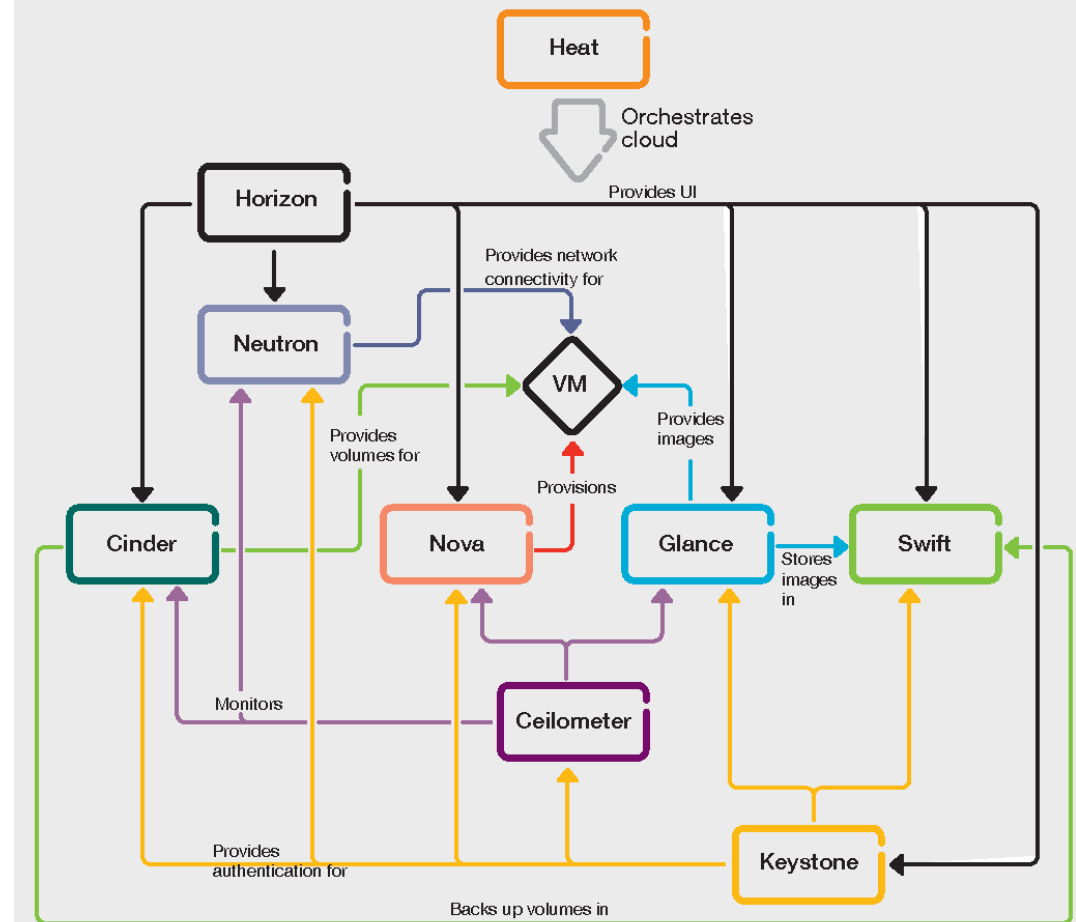 Heat
Orchestrates
cloud
Horizon
Provides UI
Provides network
connectivity for
Neutron
VM
Provides
volumes for
Provides
images
Provisions
Cinder
Nova
Glance
Swift
Stores
images
in
Monitors
Ceilometer
Provides
authentication for
Keystone
Backs up volumes in